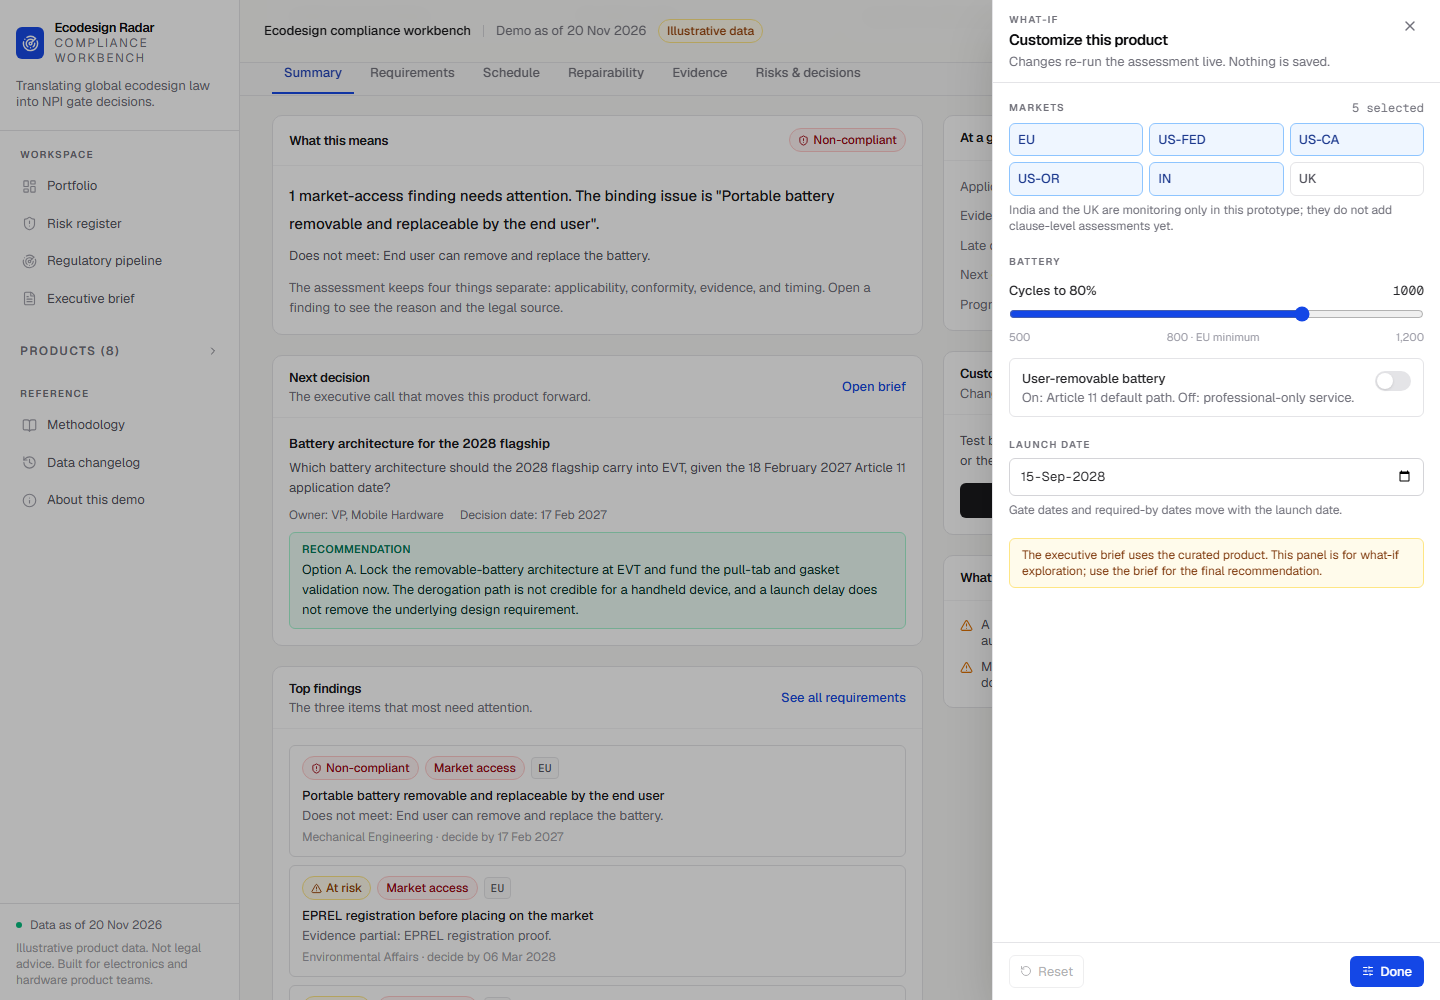 Ecodesign Radar
COMPLIANCE
WORKBENCH
Translating global ecodesign law
into NPI gate decisions.
WORKSPACE
Portfolio
Risk register
Regulatory pipeline
Executive brief
PRODUCTS (8)
REFERENCE
Methodology
Data changelog
About this demo
Data as of 20 Nov 2026
Illustrative product data. Not legal
advice. Built for electronics and
hardware product teams.
Ecodesign compliance workbench
Demo as of 20 Nov 2026
Illustrative data
Summary
Requirements
Schedule
Repairability
Evidence
Risks & decisions
What this means
Non-compliant
1 market-access finding needs attention. The binding issue is "Portable battery
removable and replaceable by the end user".
Does not meet: End user can remove and replace the battery.
The assessment keeps four things separate: applicability, conformity, evidence, and timing. Open a
finding to see the reason and the legal source.
Next decision
The executive call that moves this product forward.
Open brief
Battery architecture for the 2028 flagship
Which battery architecture should the 2028 flagship carry into EVT, given the 18 February 2027 Article 11
application date?
Owner: VP, Mobile Hardware
Decision date: 17 Feb 2027
RECOMMENDATION
Option A. Lock the removable-battery architecture at EVT and fund the pull-tab and gasket
validation now. The derogation path is not credible for a handheld device, and a launch delay does
not remove the underlying design requirement.
Top findings
The three items that most need attention.
See all requirements
Non-compliant
Market access
EU
Portable battery removable and replaceable by the end user
Does not meet: End user can remove and replace the battery.
Mechanical Engineering · decide by 17 Feb 2027
At risk
Market access
EU
EPREL registration before placing on the market
Evidence partial: EPREL registration proof.
Environmental Affairs · decide by 06 Mar 2028
At a g
Applic
Evide
Late
Next
Progr
Custo
Chan
Test b
or the
What
A
au
M
do
WHAT-IF
Customize this product
Changes re-run the assessment live. Nothing is saved.
MARKETS
5 selected
EU
US-FED
US-CA
US-OR
IN
UK
India and the UK are monitoring only in this prototype; they do not add
clause-level assessments yet.
BATTERY
Cycles to 80%
1000
500
800 · EU minimum
1,200
User-removable battery
On: Article 11 default path. Off: professional-only service.
LAUNCH DATE
15-Sep-2028
Gate dates and required-by dates move with the launch date.
The executive brief uses the curated product. This panel is for what-if
exploration; use the brief for the final recommendation.
Reset
Done